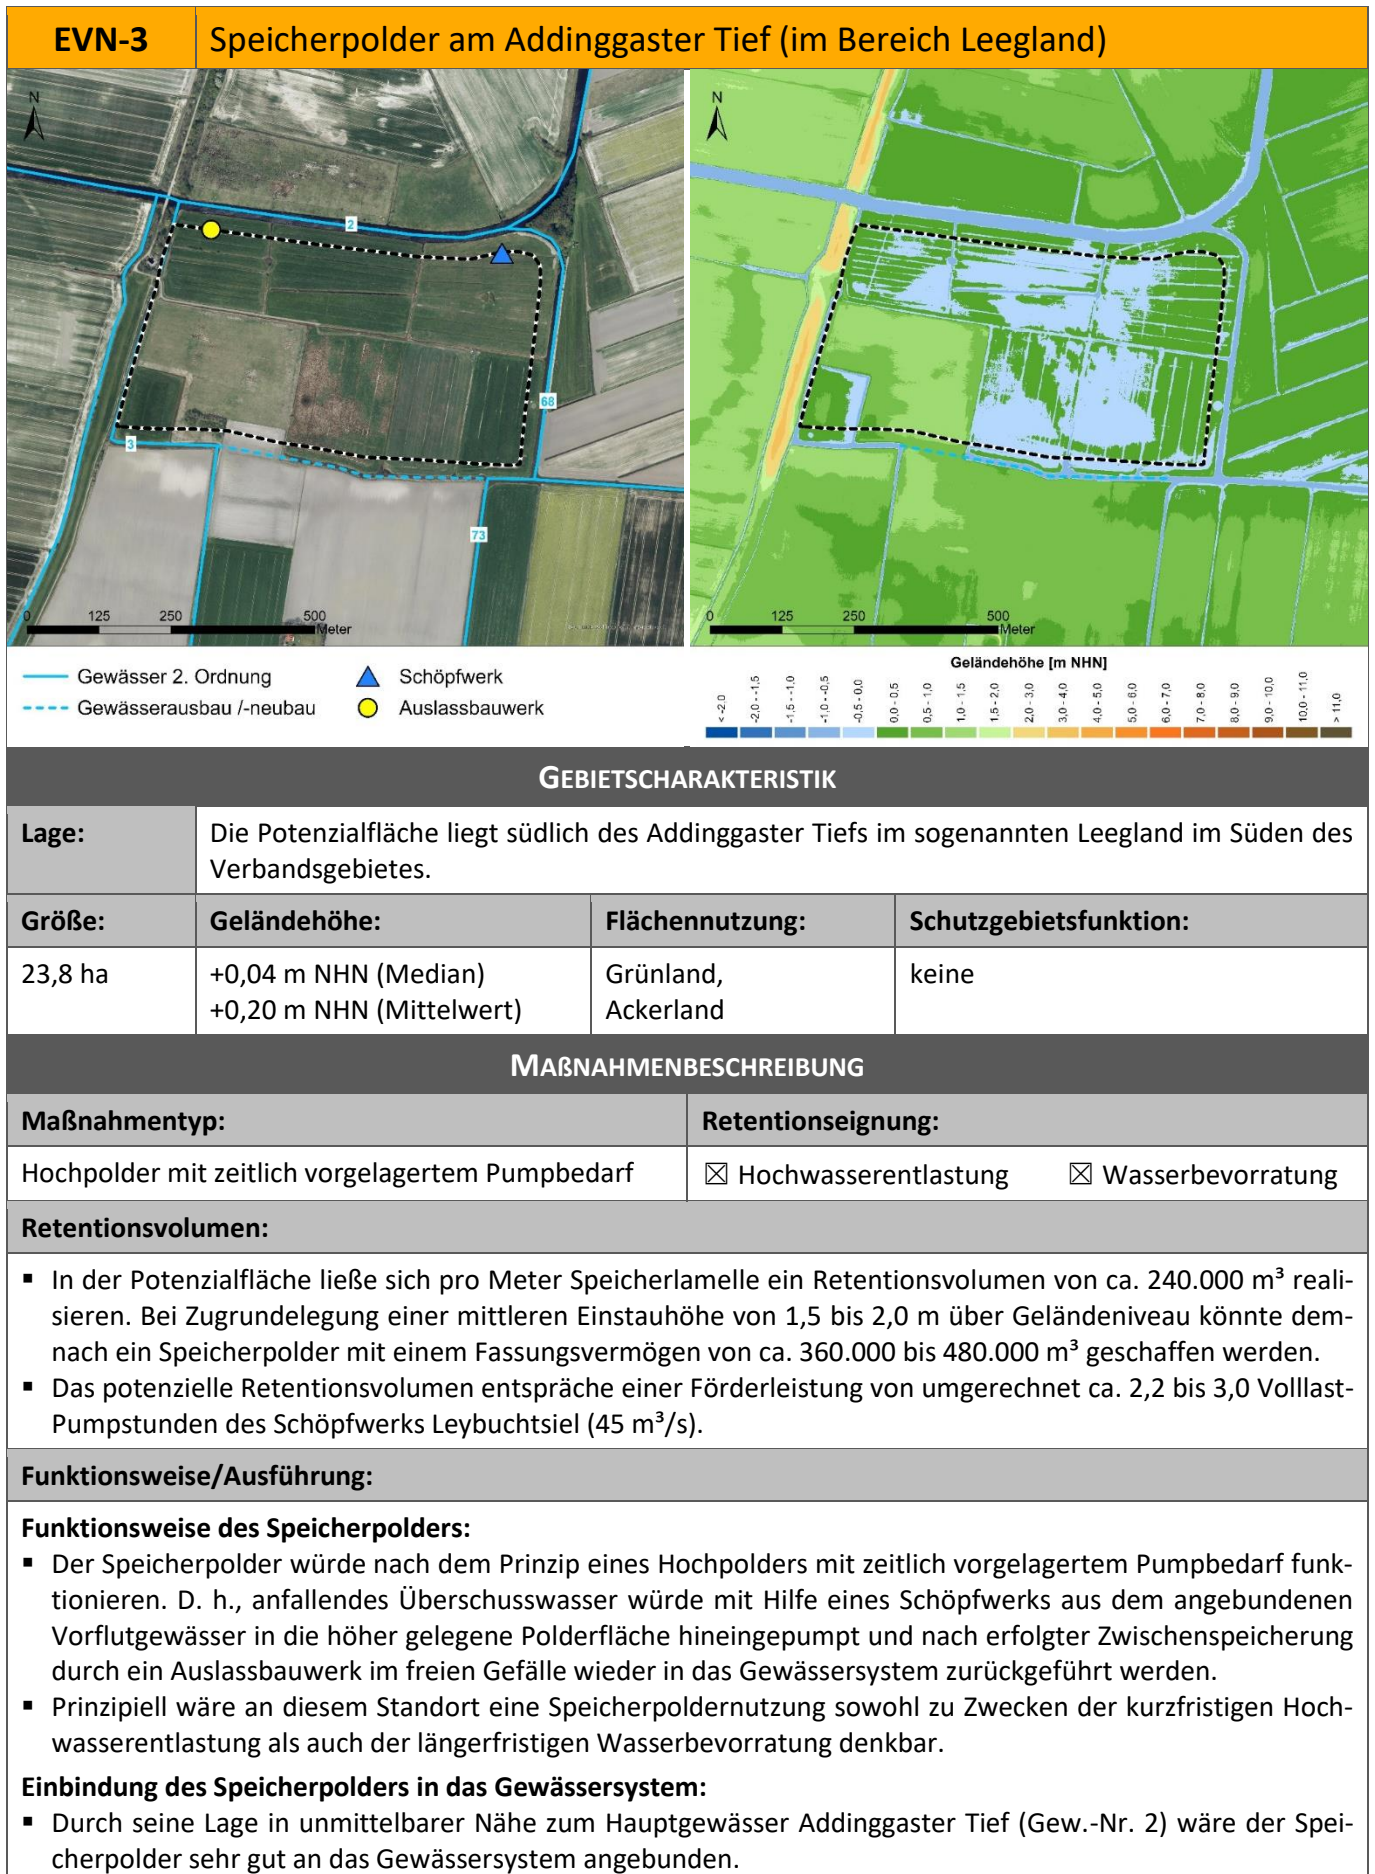 EVN-3 Speicherpolder am Addinggaster Tief (im Bereich Leegland)
N
2
68
3
73
0 125 250 500
Meter
N
0 125 250 500
Meter
Gewässer 2. Ordnung Schöpfwerk
Gewässerausbau /-neubau Auslassbauwerk
Geländehöhe [m NHN]
< -2,0 -2,0 - -1,5 -1,5 - -1,0 -1,0 - -0,5 -0,5 - 0,0 0,0 - 0,5 0,5 - 1,0 1,0 - 1,5 1,5 - 2,0 2,0 - 3,0 3,0 - 4,0 4,0 - 5,0 5,0 - 6,0 6,0 - 7,0 7,0 - 8,0 8,0 - 9,0 9,0 - 10,0 10,0 - 11,0 > 11,0
GEBIETSCHARAKTERISTIK
Lage: Die Potenzialfläche liegt südlich des Addinggaster Tiefs im sogenannten Leegland im Süden des
Verbandsgebietes.
Größe: Geländehöhe: Flächennutzung: Schutzgebietsfunktion:
23,8 ha +0,04 m NHN (Median) Grünland, keine
+0,20 m NHN (Mittelwert) Ackerland
MAßNAHMENBESCHREIBUNG
Maßnahmentyp: Retentionseignung:
Hochpolder mit zeitlich vorgelagertem Pumpbedarf ☒ Hochwasserentlastung ☒ Wasserbevorratung
Retentionsvolumen:
▪ In der Potenzialfläche ließe sich pro Meter Speicherlamelle ein Retentionsvolumen von ca. 240.000 m³ reali-
sieren. Bei Zugrundelegung einer mittleren Einstauhöhe von 1,5 bis 2,0 m über Geländeniveau könnte dem-
nach ein Speicherpolder mit einem Fassungsvermögen von ca. 360.000 bis 480.000 m³ geschaffen werden.
▪ Das potenzielle Retentionsvolumen entspräche einer Förderleistung von umgerechnet ca. 2,2 bis 3,0 Volllast-
Pumpstunden des Schöpfwerks Leybuchtsiel (45 m³/s).
Funktionsweise/Ausführung:
Funktionsweise des Speicherpolders:
▪ Der Speicherpolder würde nach dem Prinzip eines Hochpolders mit zeitlich vorgelagertem Pumpbedarf funk-
tionieren. D. h., anfallendes Überschusswasser würde mit Hilfe eines Schöpfwerks aus dem angebundenen
Vorflutgewässer in die höher gelegene Polderfläche hineingepumpt und nach erfolgter Zwischenspeicherung
durch ein Auslassbauwerk im freien Gefälle wieder in das Gewässersystem zurückgeführt werden.
▪ Prinzipiell wäre an diesem Standort eine Speicherpoldernutzung sowohl zu Zwecken der kurzfristigen Hoch-
wasserentlastung als auch der längerfristigen Wasserbevorratung denkbar.
Einbindung des Speicherpolders in das Gewässersystem:
▪ Durch seine Lage in unmittelbarer Nähe zum Hauptgewässer Addinggaster Tief (Gew.-Nr. 2) wäre der Spei-
cherpolder sehr gut an das Gewässersystem angebunden.